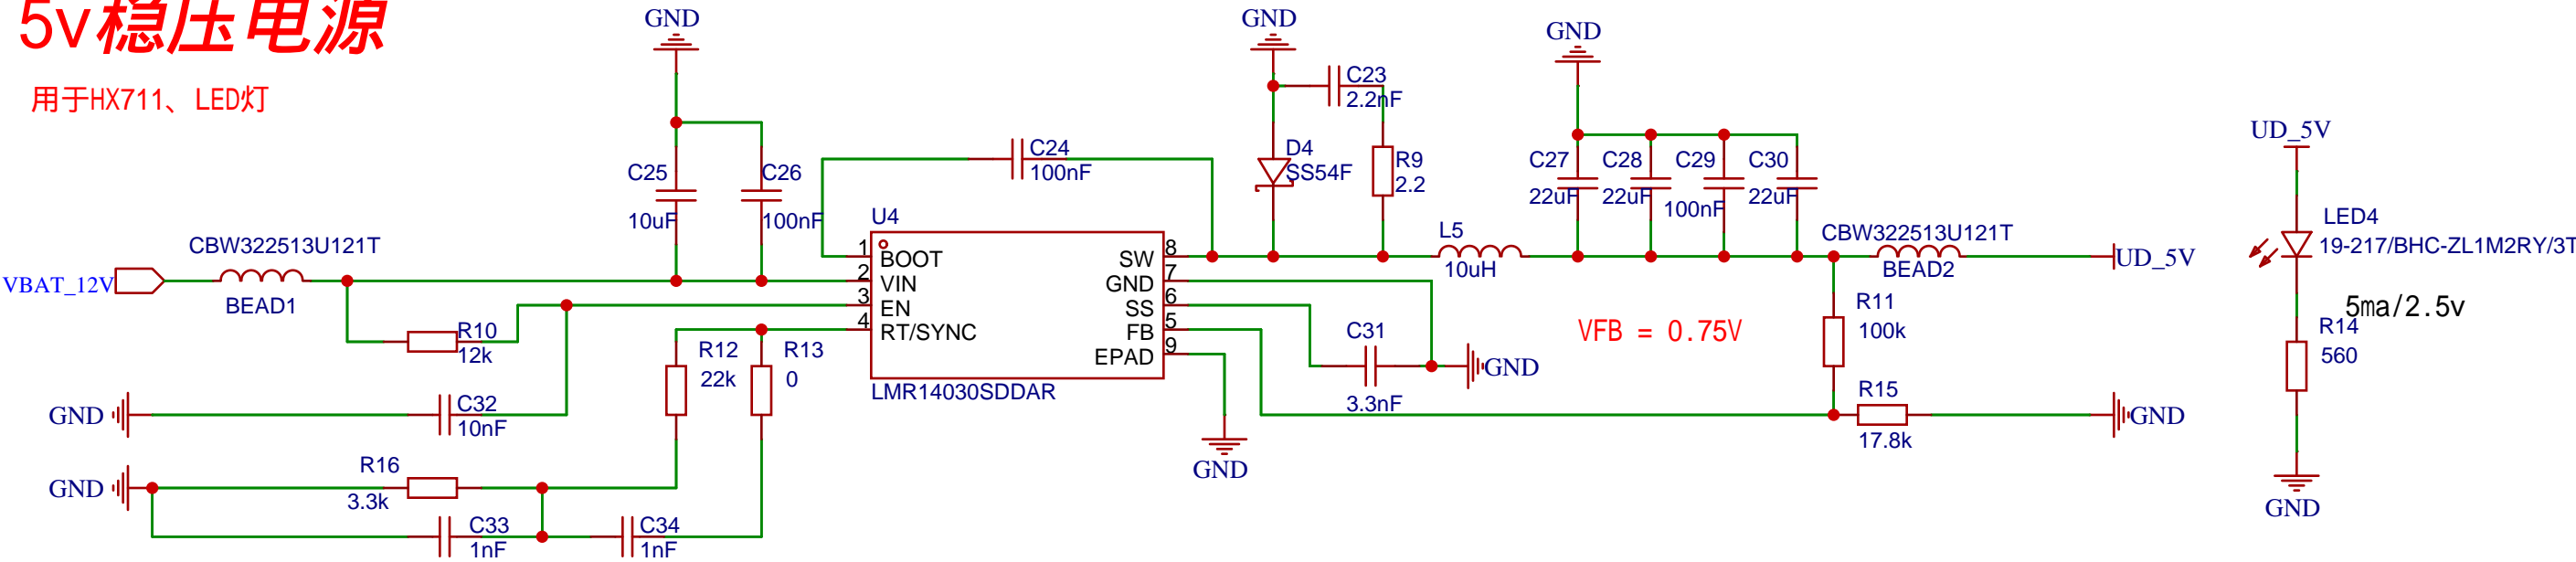 5v稳压电源
用于HX711、LED灯
GND
GND
GND
C23
2.2nF
C24
100nF
D4
SS54F
R9
2.2
C25
10uF
C26
100nF
C27
22uF
C28
22uF
C29
100nF
C30
22uF
UD_5V
LED4
19-217/BHC-ZL1M2RY/3T
5ma/2.5v
R14
560
GND
VBAT_12V
CBW322513U121T
BEAD1
U4
1
BOOT
2
VIN
3
EN
4
RT/SYNC
SW
8
GND
7
SS
6
FB
5
EPAD
9
LMR14030SDDAR
L5
10uH
CBW322513U121T
BEAD2
UD_5V
R10
12k
R12
22k
R13
0
C31
3.3nF
GND
VFB = 0.75V
R11
100k
R15
17.8k
GND
GND
C32
10nF
GND
GND
R16
3.3k
C33
1nF
C34
1nF